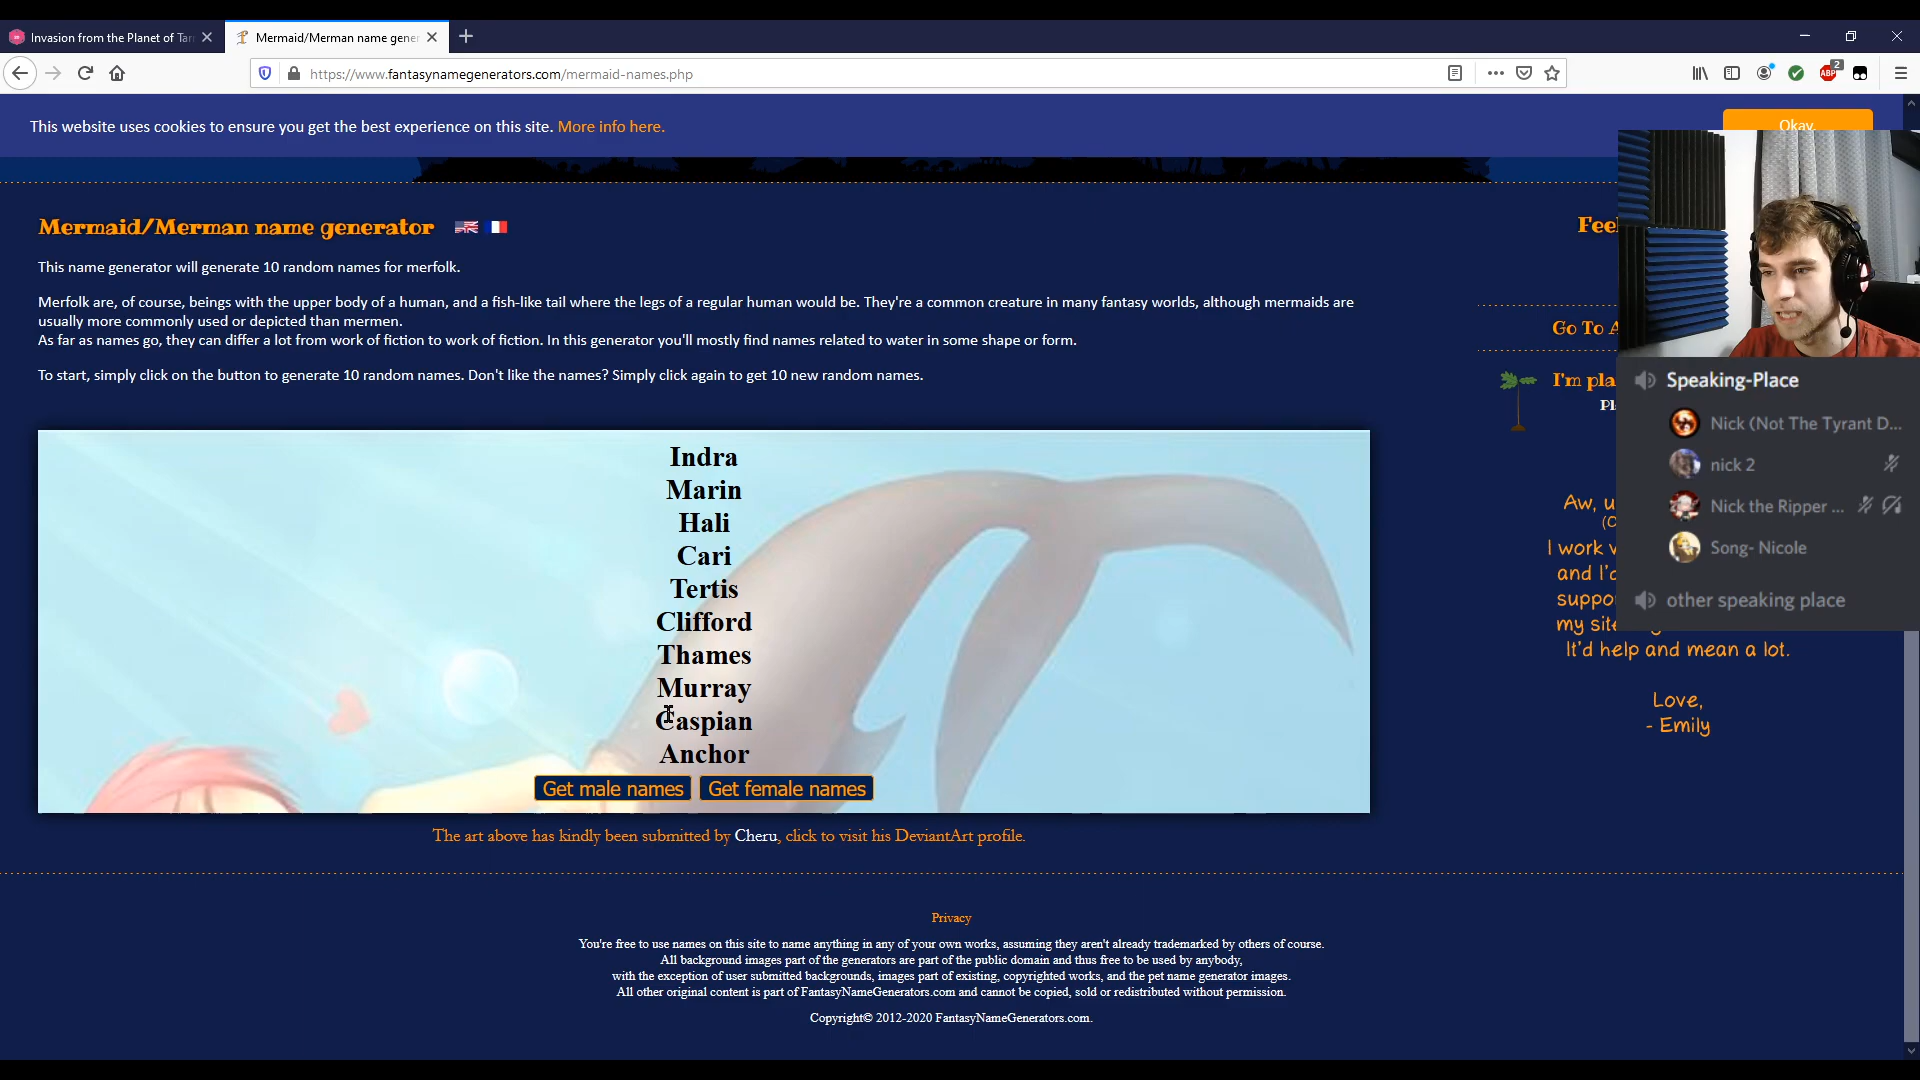 Invasion from the Planet of Tar
Mermaid/Merman name gener
https://www.fantasynamegenerators.com/mermaid-names.php
ABP
2
This website uses cookies to ensure you get the best experience on this site. More info here.
Okay.
Mermaid/Merman name generator
This name generator will generate 10 random names for merfolk.
Merfolk are, of course, beings with the upper body of a human, and a fish-like tail where the legs of a regular human would be. They're a common creature in many fantasy worlds, although mermaids are
usually more commonly used or depicted than mermen.
As far as names go, they can differ a lot from work of fiction to work of fiction. In this generator you'll mostly find names related to water in some shape or form.
To start, simply click on the button to generate 10 random names. Don't like the names? Simply click again to get 10 new random names.
Indra
Marin
Hali
Cari
Tertis
Clifford
Thames
Murray
Caspian
Anchor
Get male names Get female names
The art above has kindly been submitted by Cheru, click to visit his DeviantArt profile.
Privacy
You're free to use names on this site to name anything in any of your own works, assuming they aren't already trademarked by others of course.
All background images part of the generators are part of the public domain and thus free to be used by anybody,
with the exception of user submitted backgrounds, images part of existing, copyrighted works, and the pet name generator images.
All other original content is part of FantasyNameGenerators.com and cannot be copied, sold or redistributed without permission.
Copyright© 2012-2020 FantasyNameGenerators.com.
Fee
Go To A
I'm pla
Pl
Aw, u
(C
I work
and I'd
suppo
my site
It'd help and mean a lot.
Love,
- Emily
Speaking-Place
Nick (Not The Tyrant D...
nick 2
Nick the Ripper ...
Song- Nicole
other speaking place